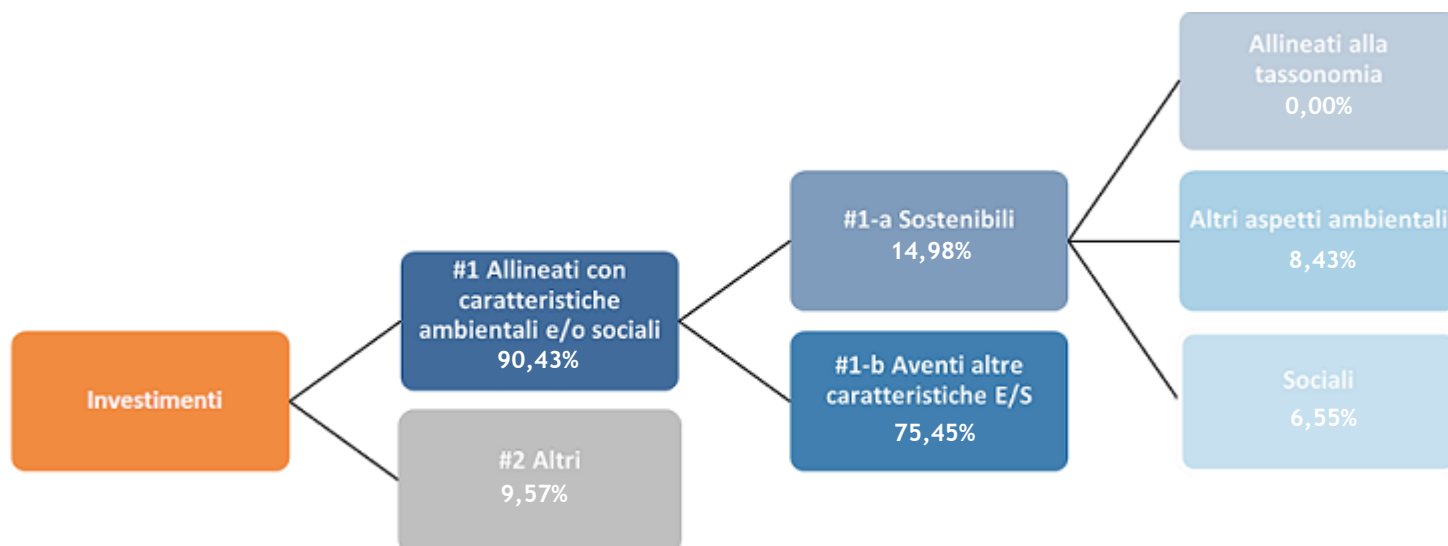 Investimenti
#1 Allineati con
caratteristiche
ambientali e/o sociali
90,43%
#2 Altri
9,57%
#1-a Sostenibili
14,98%
#1-b Aventi altre
caratteristiche E/S
75,45%
Allineati alla
tassonomia
0,00%
Altri aspetti ambientali
8,43%
Sociali
6,55%